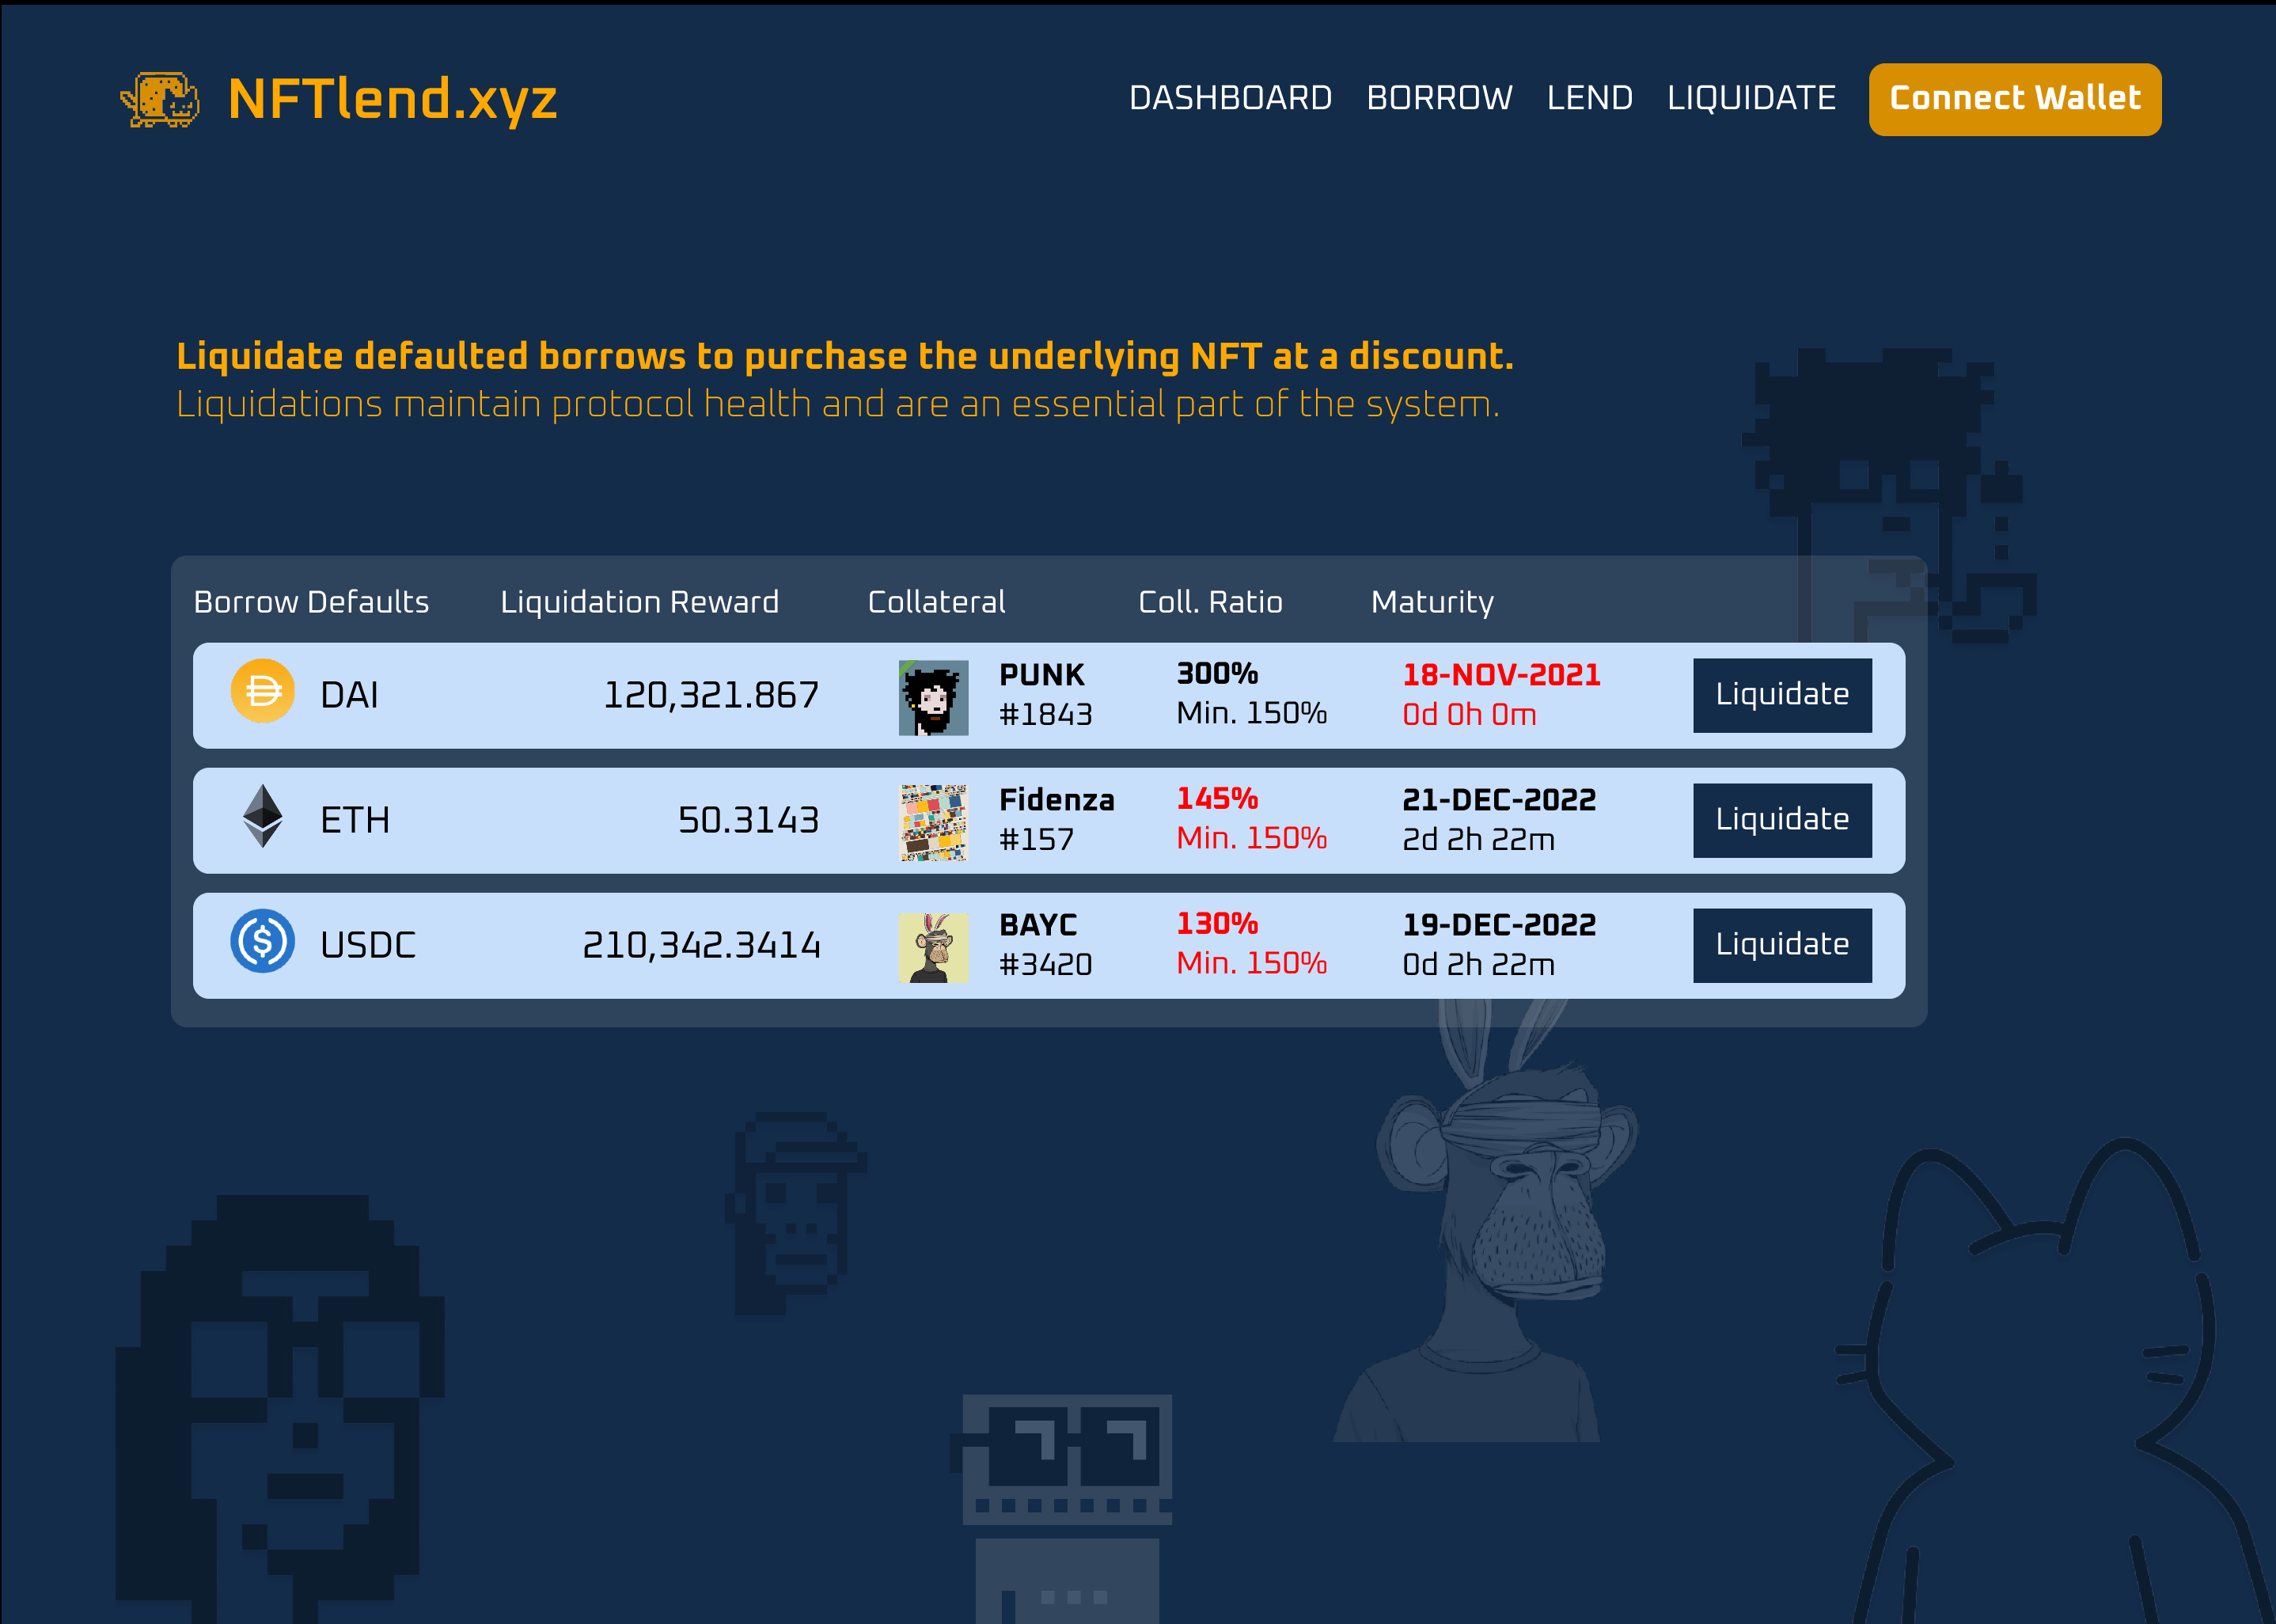 NFTlend.xyz
DASHBOARD BORROW LEND LIQUIDATE Connect Wallet
Liquidate defaulted borrows to purchase the underlying NFT at a discount.
Liquidations maintain protocol health and are an essential part of the system.
Borrow Defaults Liquidation Reward Collateral Coll. Ratio Maturity
DAI 120,321.867 PUNK 300% 18-NOV-2021 Liquidate
#1843 Min. 150% 0d 0h 0m
ETH 50.3143 Fidenza 145% 21-DEC-2022 Liquidate
#157 Min. 150% 2d 2h 22m
USDC 210,342.3414 BAYC 130% 19-DEC-2022 Liquidate
#3420 Min. 150% 0d 2h 22m